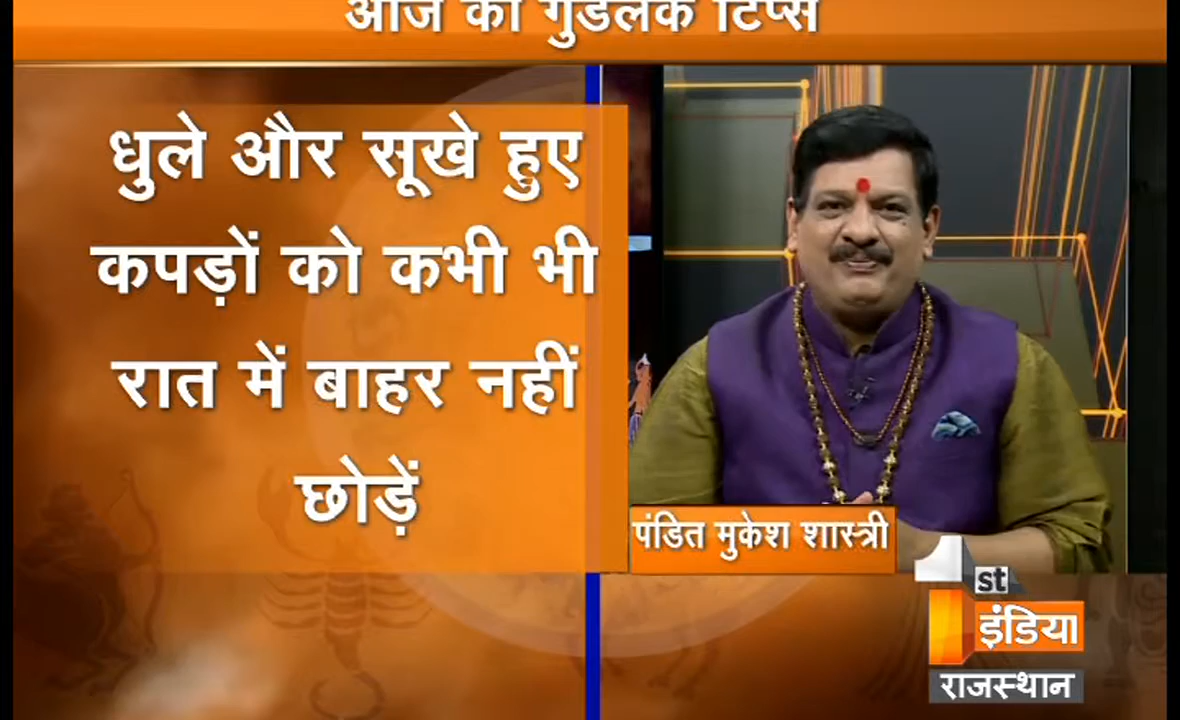 आज का गुडलक टिप्स
धुले और सूखे हुए
कपड़ों को कभी भी
रात में बाहर नहीं
छोड़ें
पंडित मुकेश शास्त्री
1st
इंडिया
राजस्थान